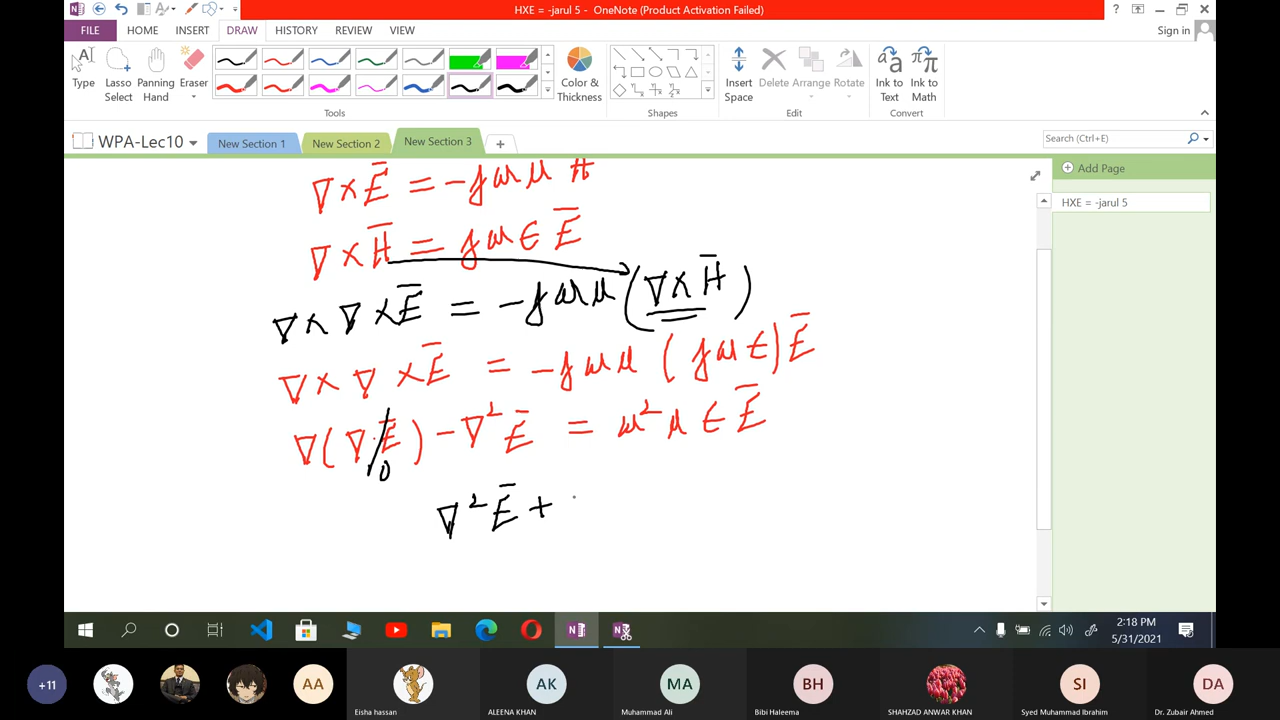 HXE = -jarul 5 - OneNote (Product Activation Failed)
FILE HOME INSERT DRAW HISTORY REVIEW VIEW Sign in
Type Lasso Select Panning Hand Eraser Color & Thickness Insert Space Delete Arrange Rotate Ink to Text Ink to Math
Tools Shapes Edit Convert
WPA-Lec10 New Section 1 New Section 2 New Section 3 Search (Ctrl+E)
Add Page
HXE = -jarul 5
∇×Ē = -jωμ H
∇×H̄ = jωϵ Ē
∇×∇×Ē = -jωμ (∇×H̄)
∇×∇×Ē = -jωμ (jωϵ)Ē
∇(∇·Ē) - ∇²Ē = ω²μϵĒ
0
∇²Ē +
2:18 PM
5/31/2021
+11 AA AK MA BH SI DA
Eisha hassan ALEENA KHAN Muhammad Ali Bibi Haleema SHAHZAD ANWAR KHAN Syed Muhammad Ibrahim Dr. Zubair Ahmed